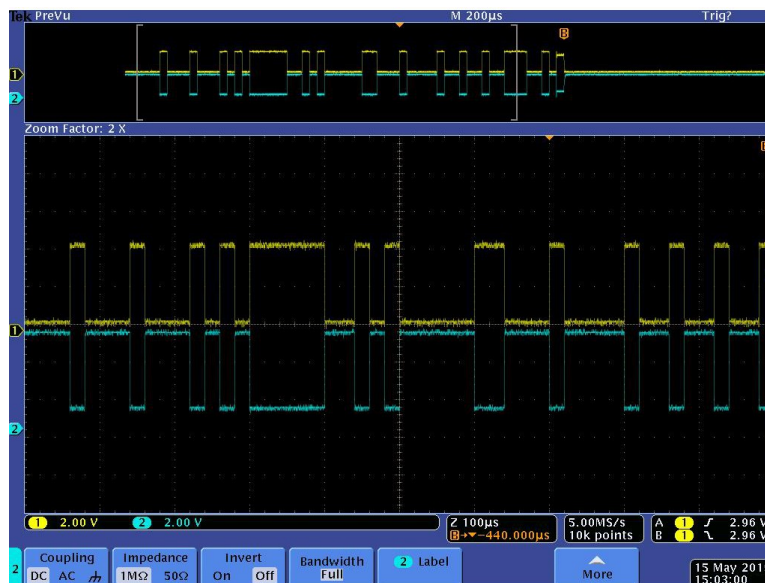 Tek PreVu M 200µs Trig?
B
1
2
Zoom Factor: 2 X
1
2
1 2.00 V 2 2.00 V
Z 100µs
B→▼−440.000µs
5.00MS/s
10k points
A 1 2.96 V
B 1 2.96 V
2
Coupling
DC AC
Impedance
1MΩ 50Ω
Invert
On Off
Bandwidth
Full
2 Label
More
15 May 201
15:03:00